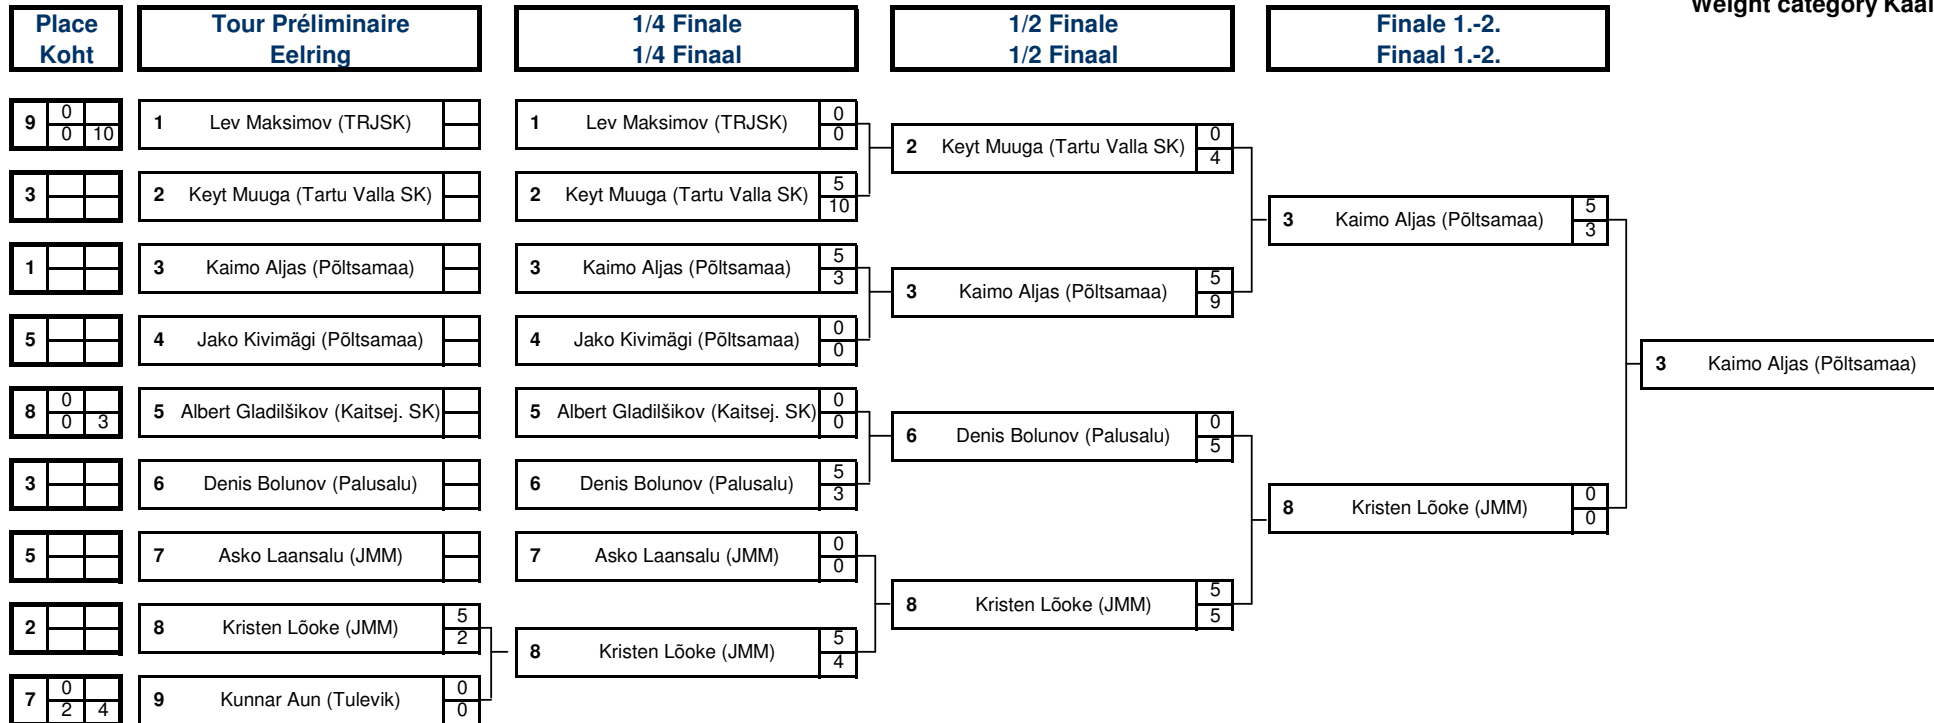 Weight category Kaal
Place Tour Préliminaire 1/4 Finale 1/2 Finale Finale 1.-2.
Koht Eelring 1/4 Finaal 1/2 Finaal Finaal 1.-2.
9 0 0 10 1 Lev Maksimov (TRJSK) 1 Lev Maksimov (TRJSK) 0 0
2 Keyt Muuga (Tartu Valla SK) 0 4
3 2 Keyt Muuga (Tartu Valla SK) 2 Keyt Muuga (Tartu Valla SK) 5 10
3 Kaimo Aljas (Põltsamaa) 5 3
1 3 Kaimo Aljas (Põltsamaa) 3 Kaimo Aljas (Põltsamaa) 5 3
3 Kaimo Aljas (Põltsamaa) 5 9
5 4 Jako Kivimägi (Põltsamaa) 4 Jako Kivimägi (Põltsamaa) 0 0
3 Kaimo Aljas (Põltsamaa)
8 0 0 3 5 Albert Gladilšikov (Kaitsej. SK) 5 Albert Gladilšikov (Kaitsej. SK) 0 0
6 Denis Bolunov (Palusalu) 0 5
3 6 Denis Bolunov (Palusalu) 6 Denis Bolunov (Palusalu) 5 3
8 Kristen Lõoke (JMM) 0 0
5 7 Asko Laansalu (JMM) 7 Asko Laansalu (JMM) 0 0
8 Kristen Lõoke (JMM) 5 5
2 8 Kristen Lõoke (JMM) 5 2
8 Kristen Lõoke (JMM) 5 4
7 0 2 4 9 Kunnar Aun (Tulevik) 0 0